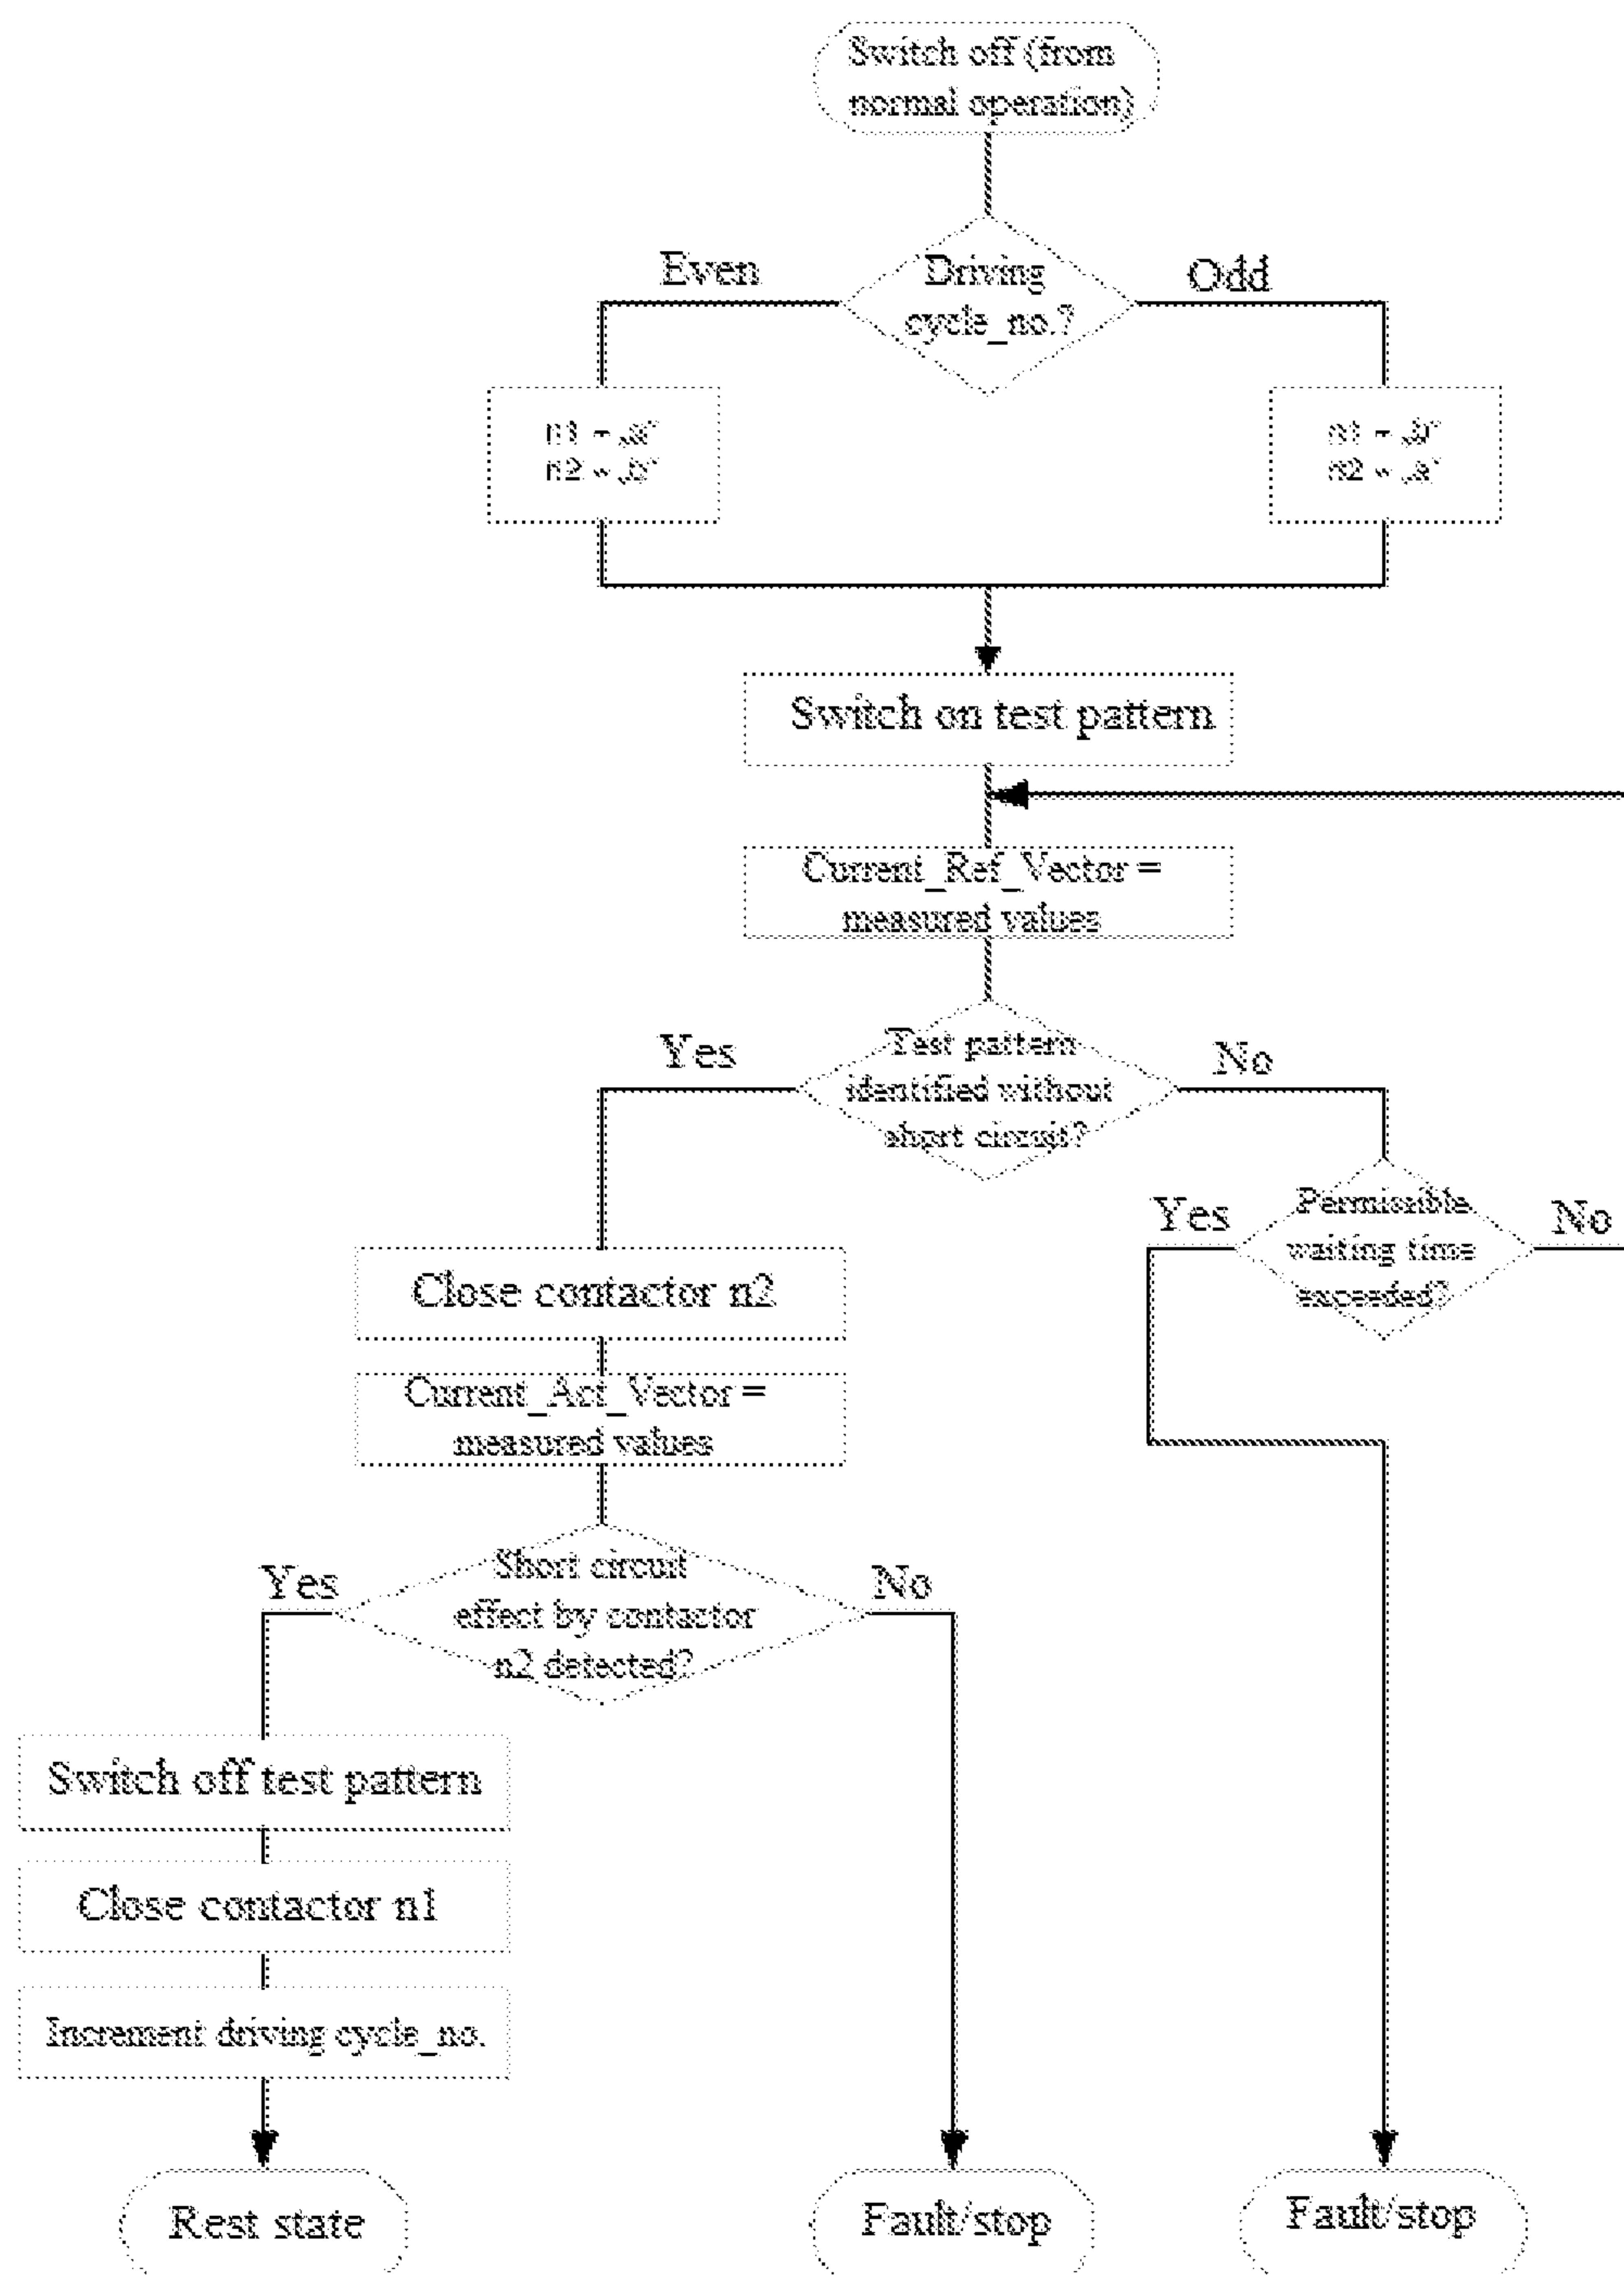 Switch off (from
normal operation)
Driving
cycle_no.?
Even
Odd
n1 = „a“
n2 = „b“
n1 = „b“
n2 = „a“
Switch on test pattern
Current_Ref_Vector =
measured values
Test pattern
identified without
short circuit?
Yes
No
Permissible
waiting time
exceeded?
Yes
No
Close contactor n2
Current_Act_Vector =
measured values
Short circuit
effect by contactor
n2 detected?
Yes
No
Switch off test pattern
Close contactor n1
Increment driving cycle_no.
Rest state
Fault/stop
Fault/stop